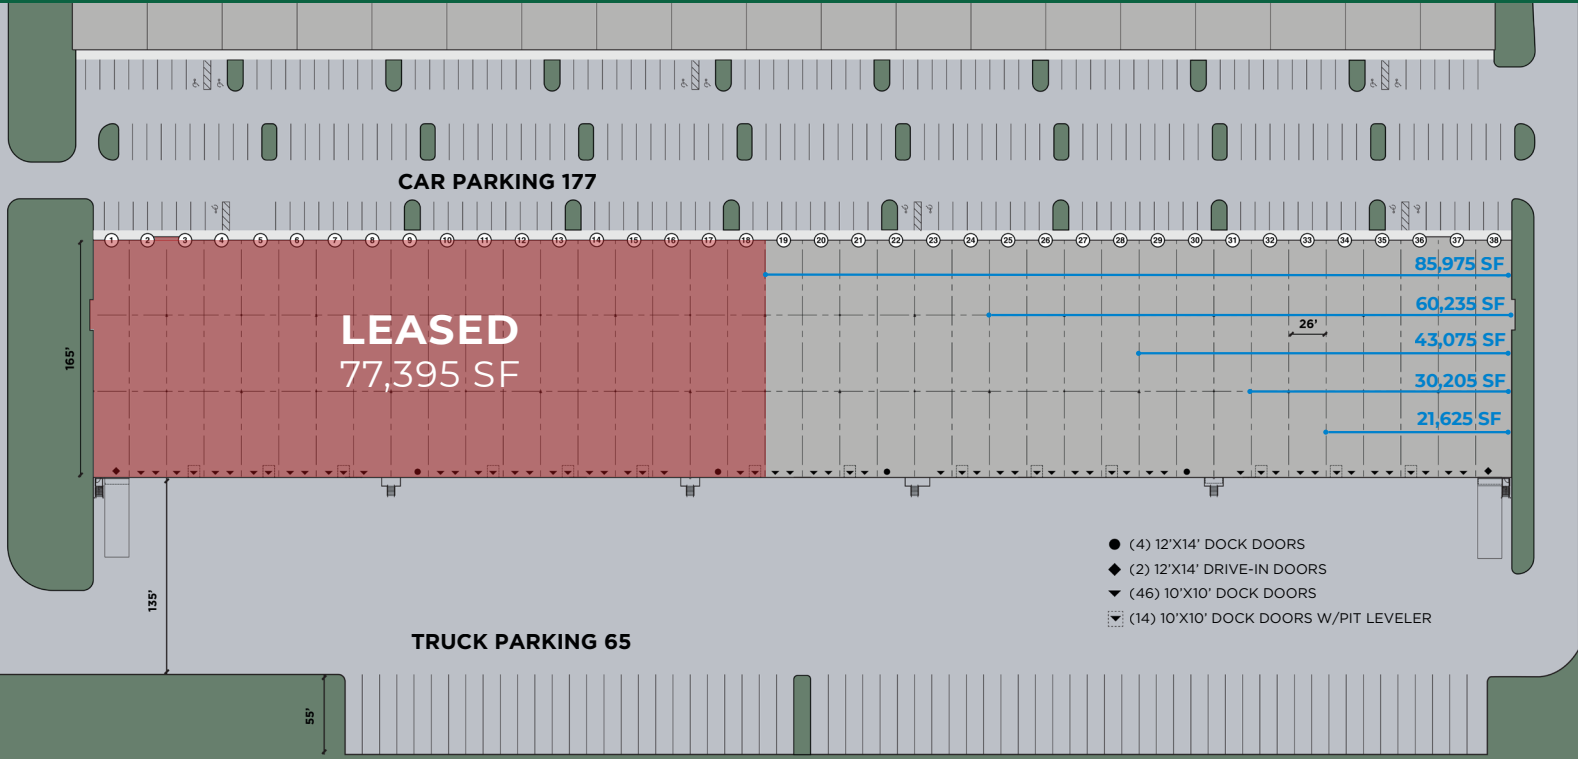 CAR PARKING 177
1 2 3 4 5 6 7 8 9 10 11 12 13 14 15 16 17 18 19 20 21 22 23 24 25 26 27 28 29 30 31 32 33 34 35 36 37 38
85,975 SF
60,235 SF
26'
43,075 SF
30,205 SF
21,625 SF
LEASED
77,395 SF
165'
135'
(4) 12'X14' DOCK DOORS
(2) 12'X14' DRIVE-IN DOORS
(46) 10'X10' DOCK DOORS
(14) 10'X10' DOCK DOORS W/PIT LEVELER
TRUCK PARKING 65
55'